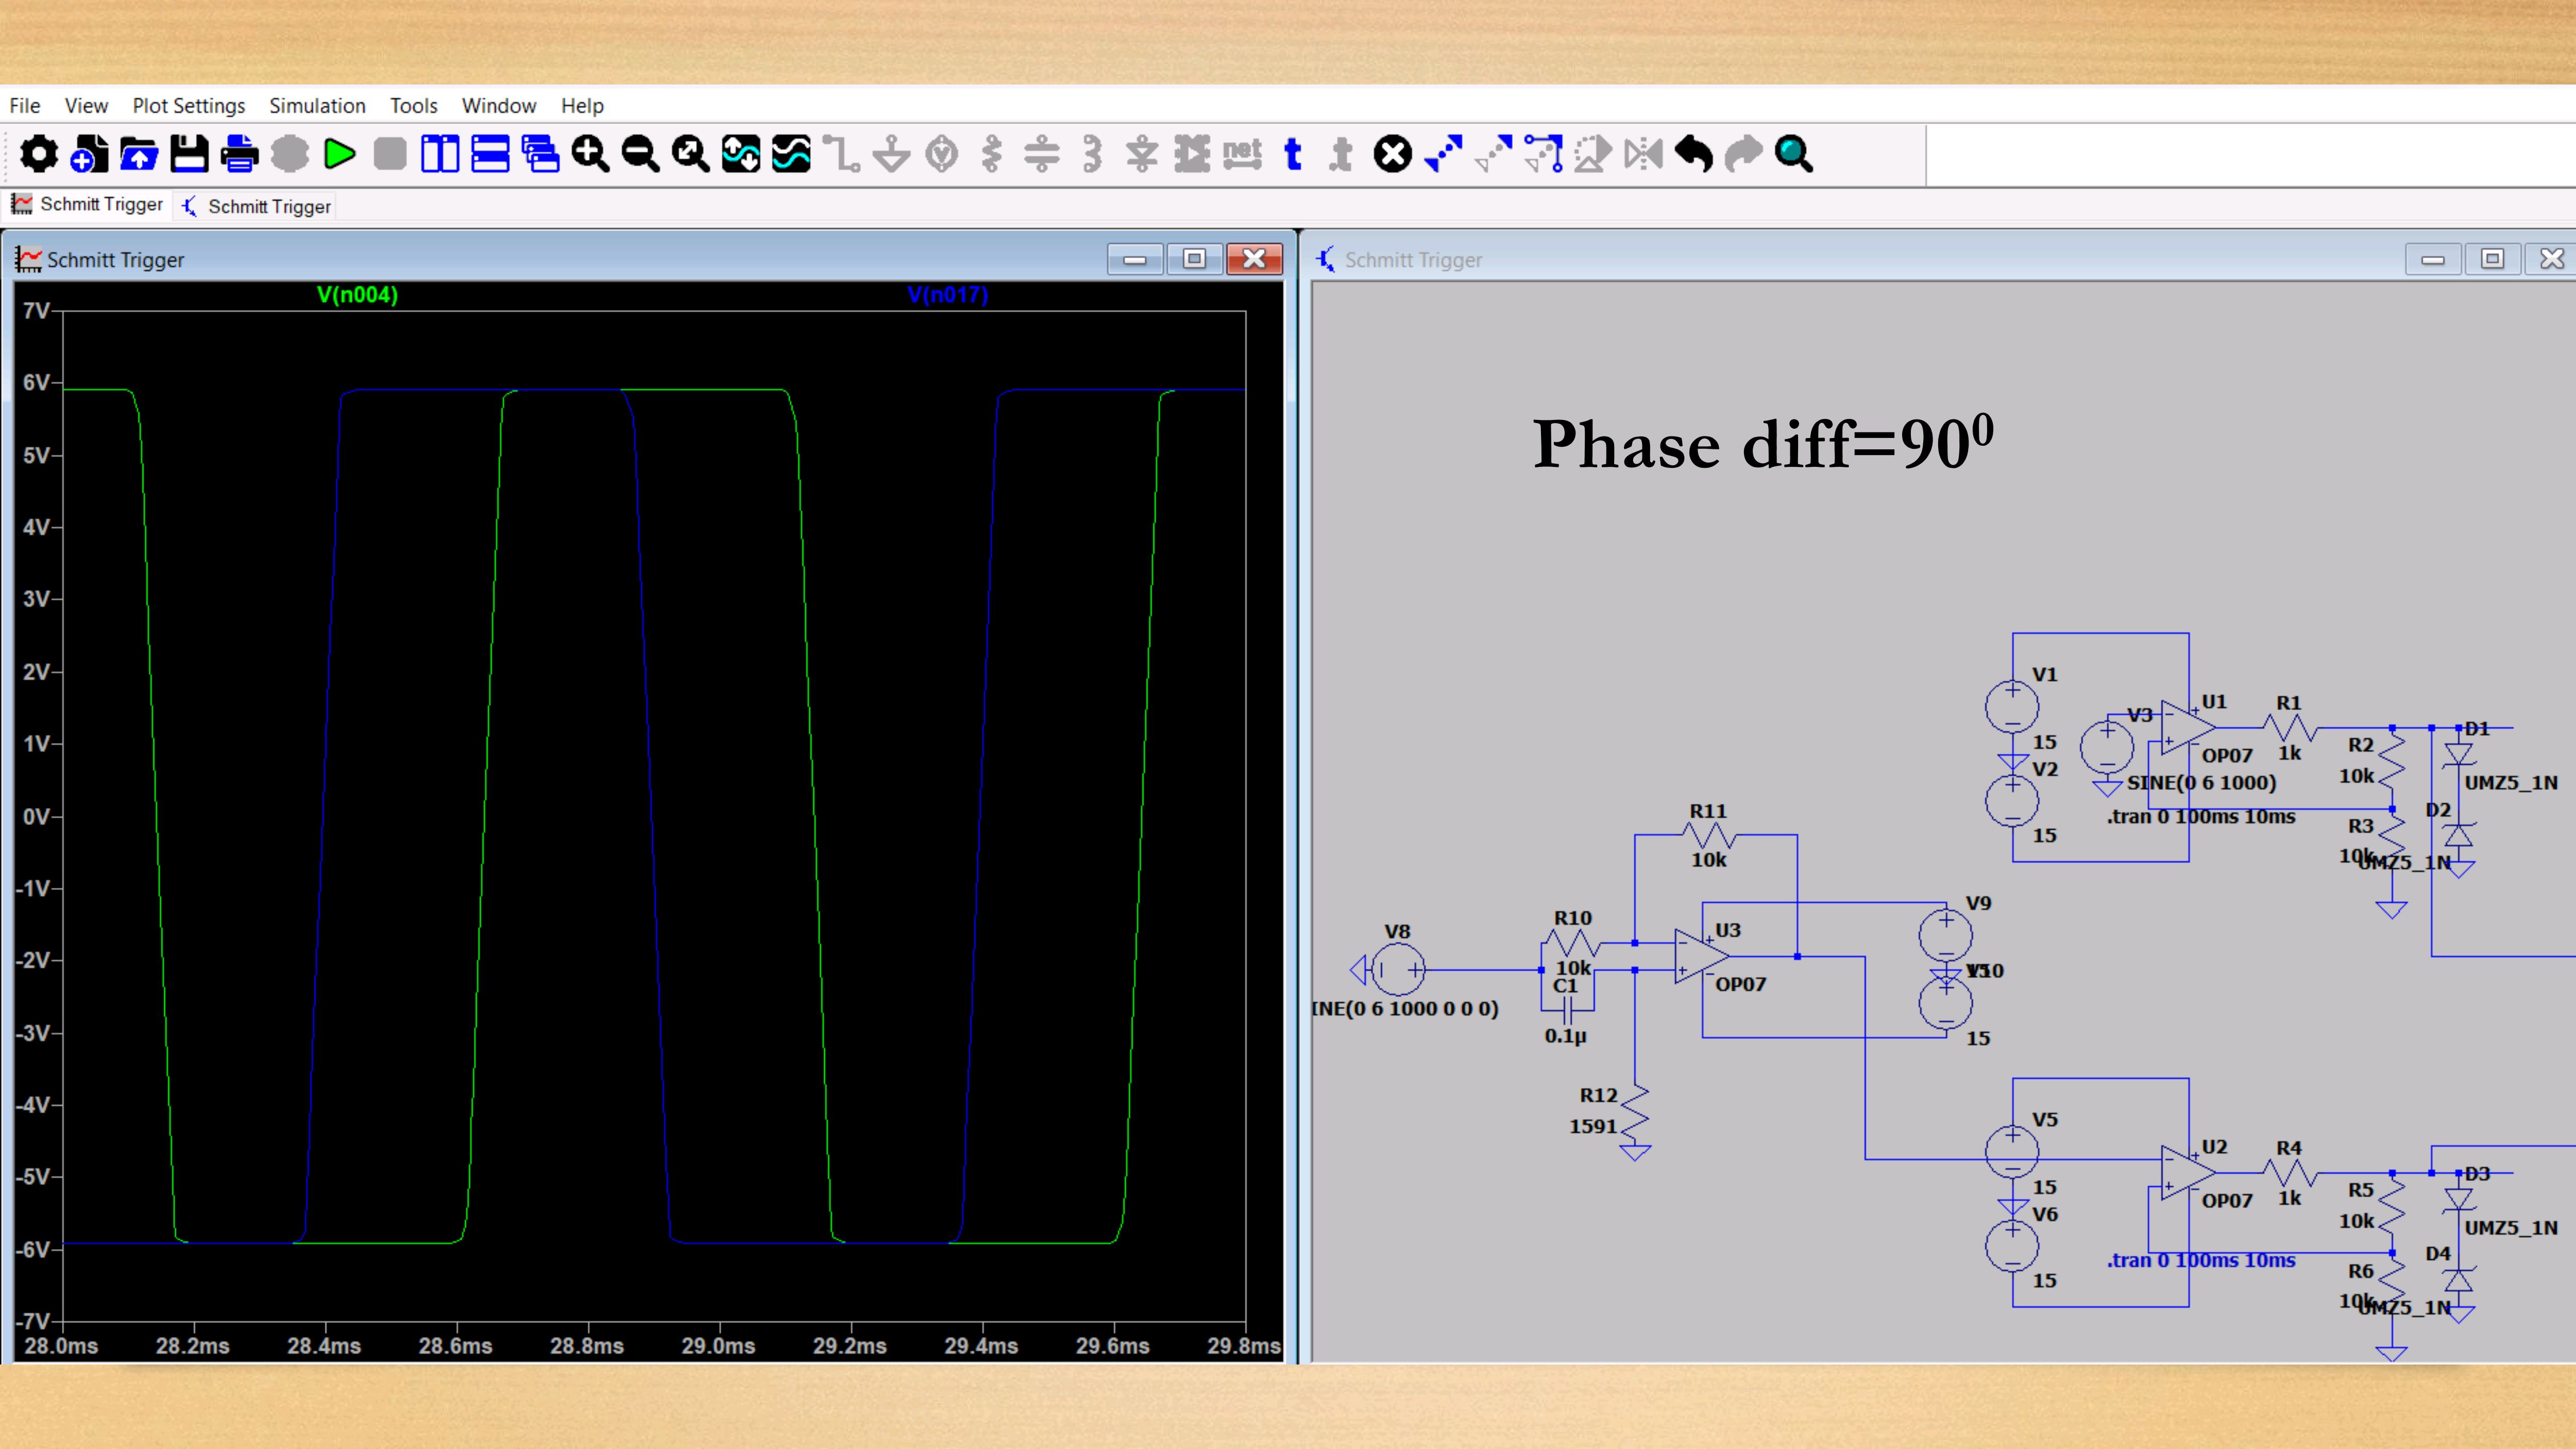 File View Plot Settings Simulation Tools Window Help
net
t
t
Schmitt Trigger
Schmitt Trigger
Schmitt Trigger
V(n004)
V(n017)
7V
6V
5V
4V
3V
2V
1V
0V
-1V
-2V
-3V
-4V
-5V
-6V
-7V
28.0ms 28.2ms 28.4ms 28.6ms 28.8ms 29.0ms 29.2ms 29.4ms 29.6ms 29.8ms
Schmitt Trigger
Phase diff=90⁰
V1
15
V2
15
V3
SINE(0 6 1000)
.tran 0 100ms 10ms
U1
OP07
R1
1k
R2
10k
R3
10k
D1
UMZ5_1N
D2
UMZ5_1N
R11
10k
V8
INE(0 6 1000 0 0 0)
R10
10k
C1
0.1µ
R12
1591
U3
OP07
V9
15
V10
15
V5
15
V6
15
.tran 0 100ms 10ms
U2
OP07
R4
1k
R5
10k
R6
10k
D3
UMZ5_1N
D4
UMZ5_1N